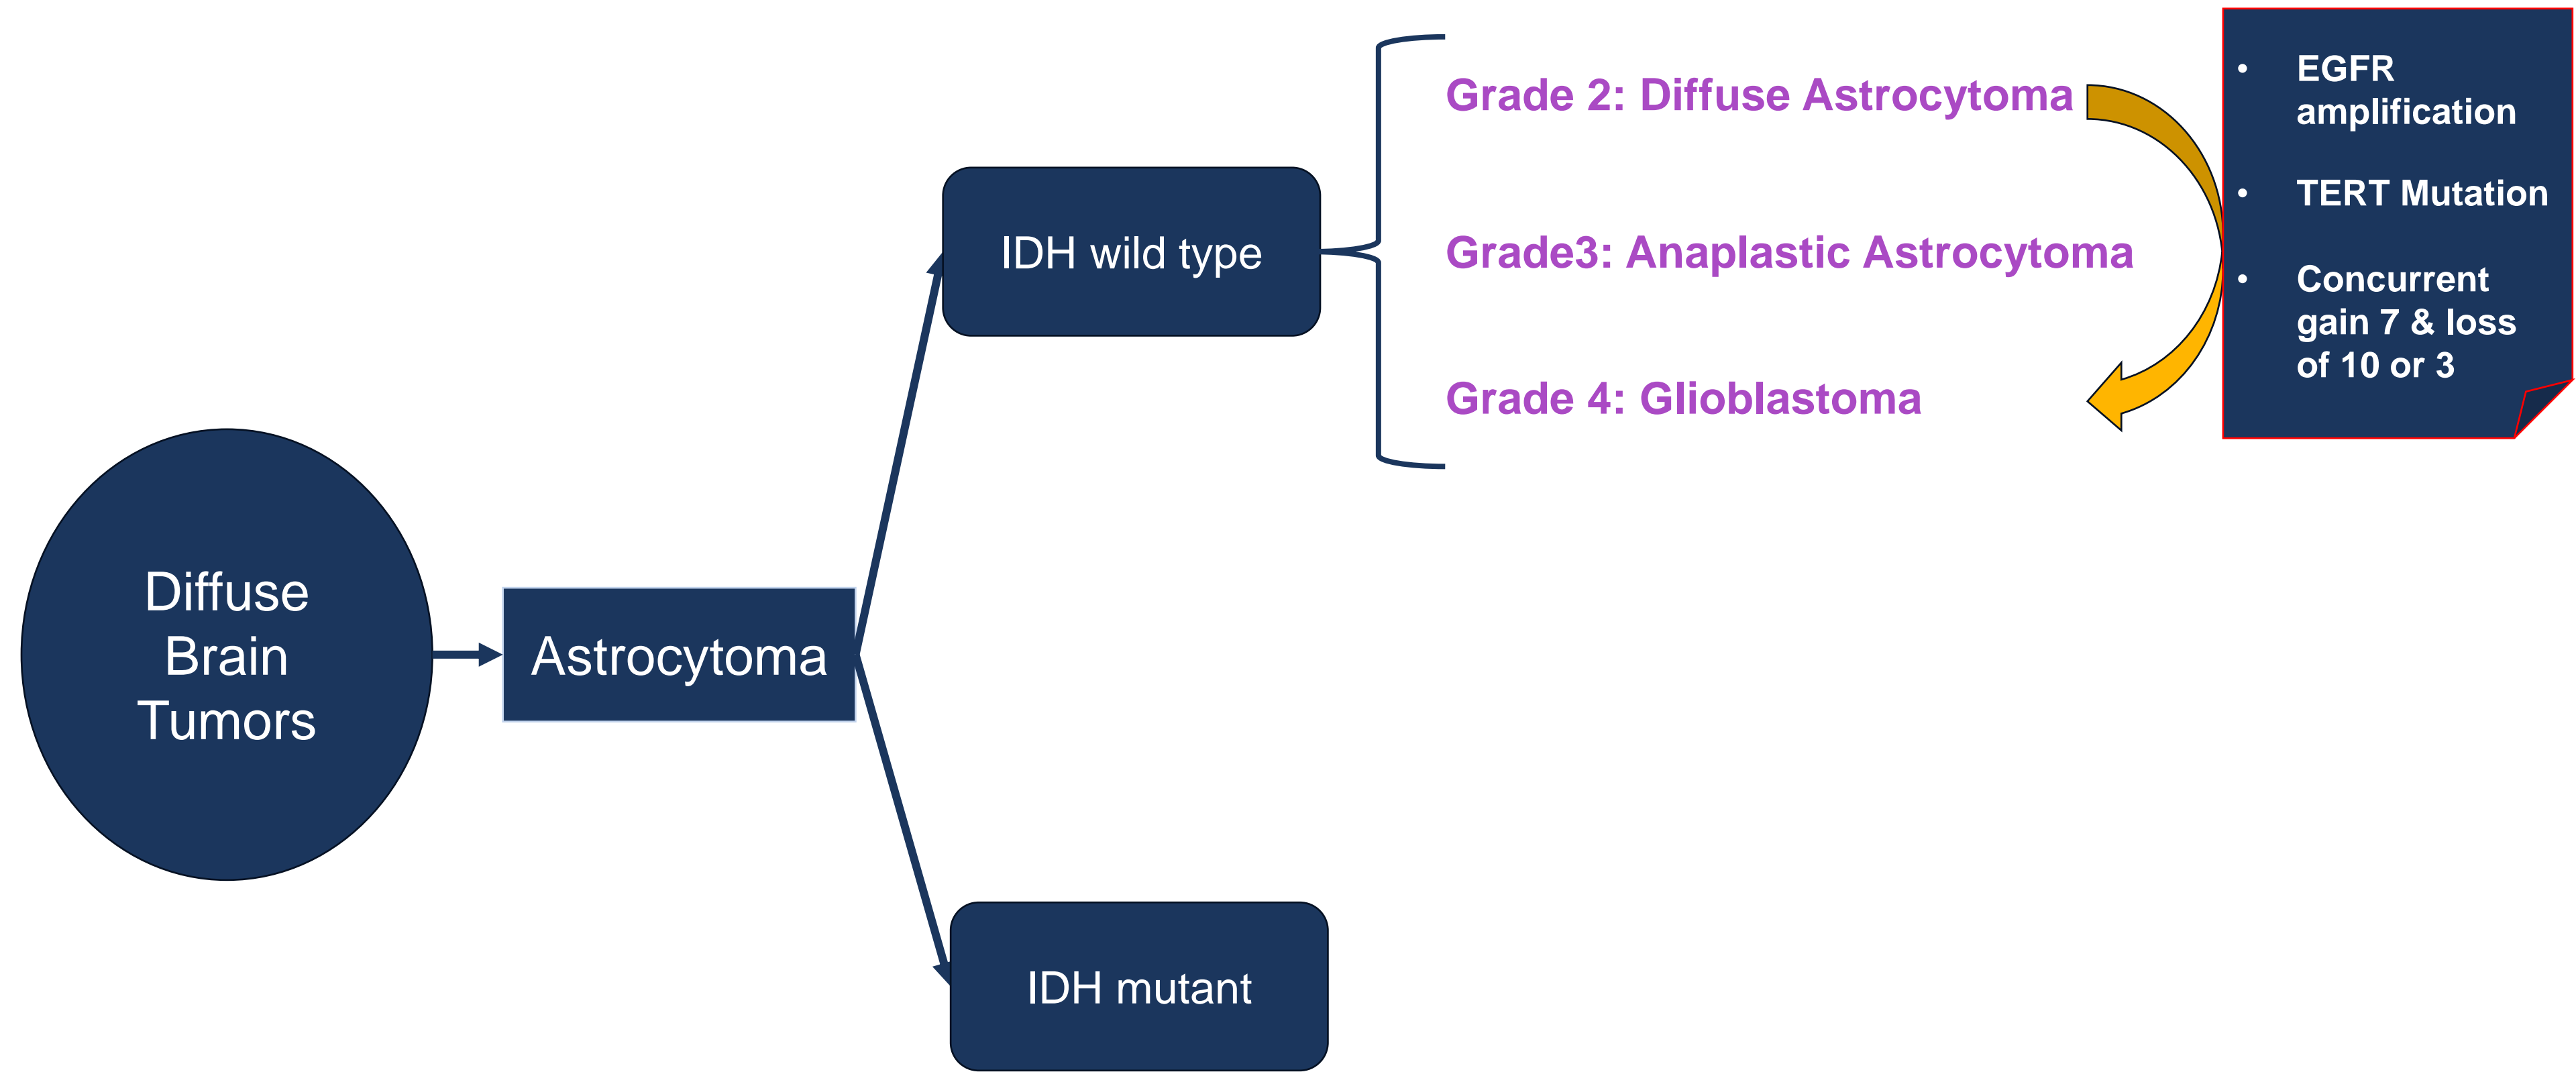 Diffuse
Brain
Tumors
Astrocytoma
IDH wild type
IDH mutant
Grade 2: Diffuse Astrocytoma
Grade3: Anaplastic Astrocytoma
Grade 4: Glioblastoma
• EGFR
amplification
• TERT Mutation
• Concurrent
gain 7 & loss
of 10 or 3